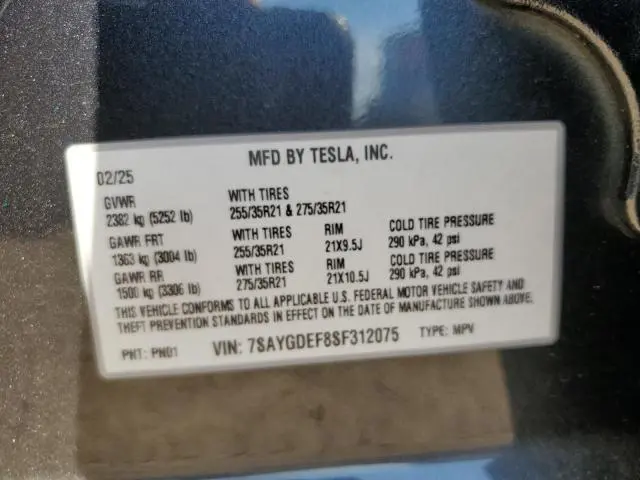 MFD BY TESLA, INC.
02/25
GVWR WITH TIRES
2382 kg (5252 lb) 255/35R21 & 275/35R21
GAWR FRT WITH TIRES RIM COLD TIRE PRESSURE
1363 kg (3004 lb) 255/35R21 21X9.5J 290 kPa, 42 psi
GAWR RR WITH TIRES RIM COLD TIRE PRESSURE
1500 kg (3306 lb) 275/35R21 21X10.5J 290 kPa, 42 psi
THIS VEHICLE CONFORMS TO ALL APPLICABLE U.S. FEDERAL MOTOR VEHICLE SAFETY AND
THEFT PREVENTION STANDARDS IN EFFECT ON THE DATE OF MANUFACTURE SHOWN ABOVE.
PNT: PN01 VIN: 7SAYGDEF8SF312075 TYPE: MPV